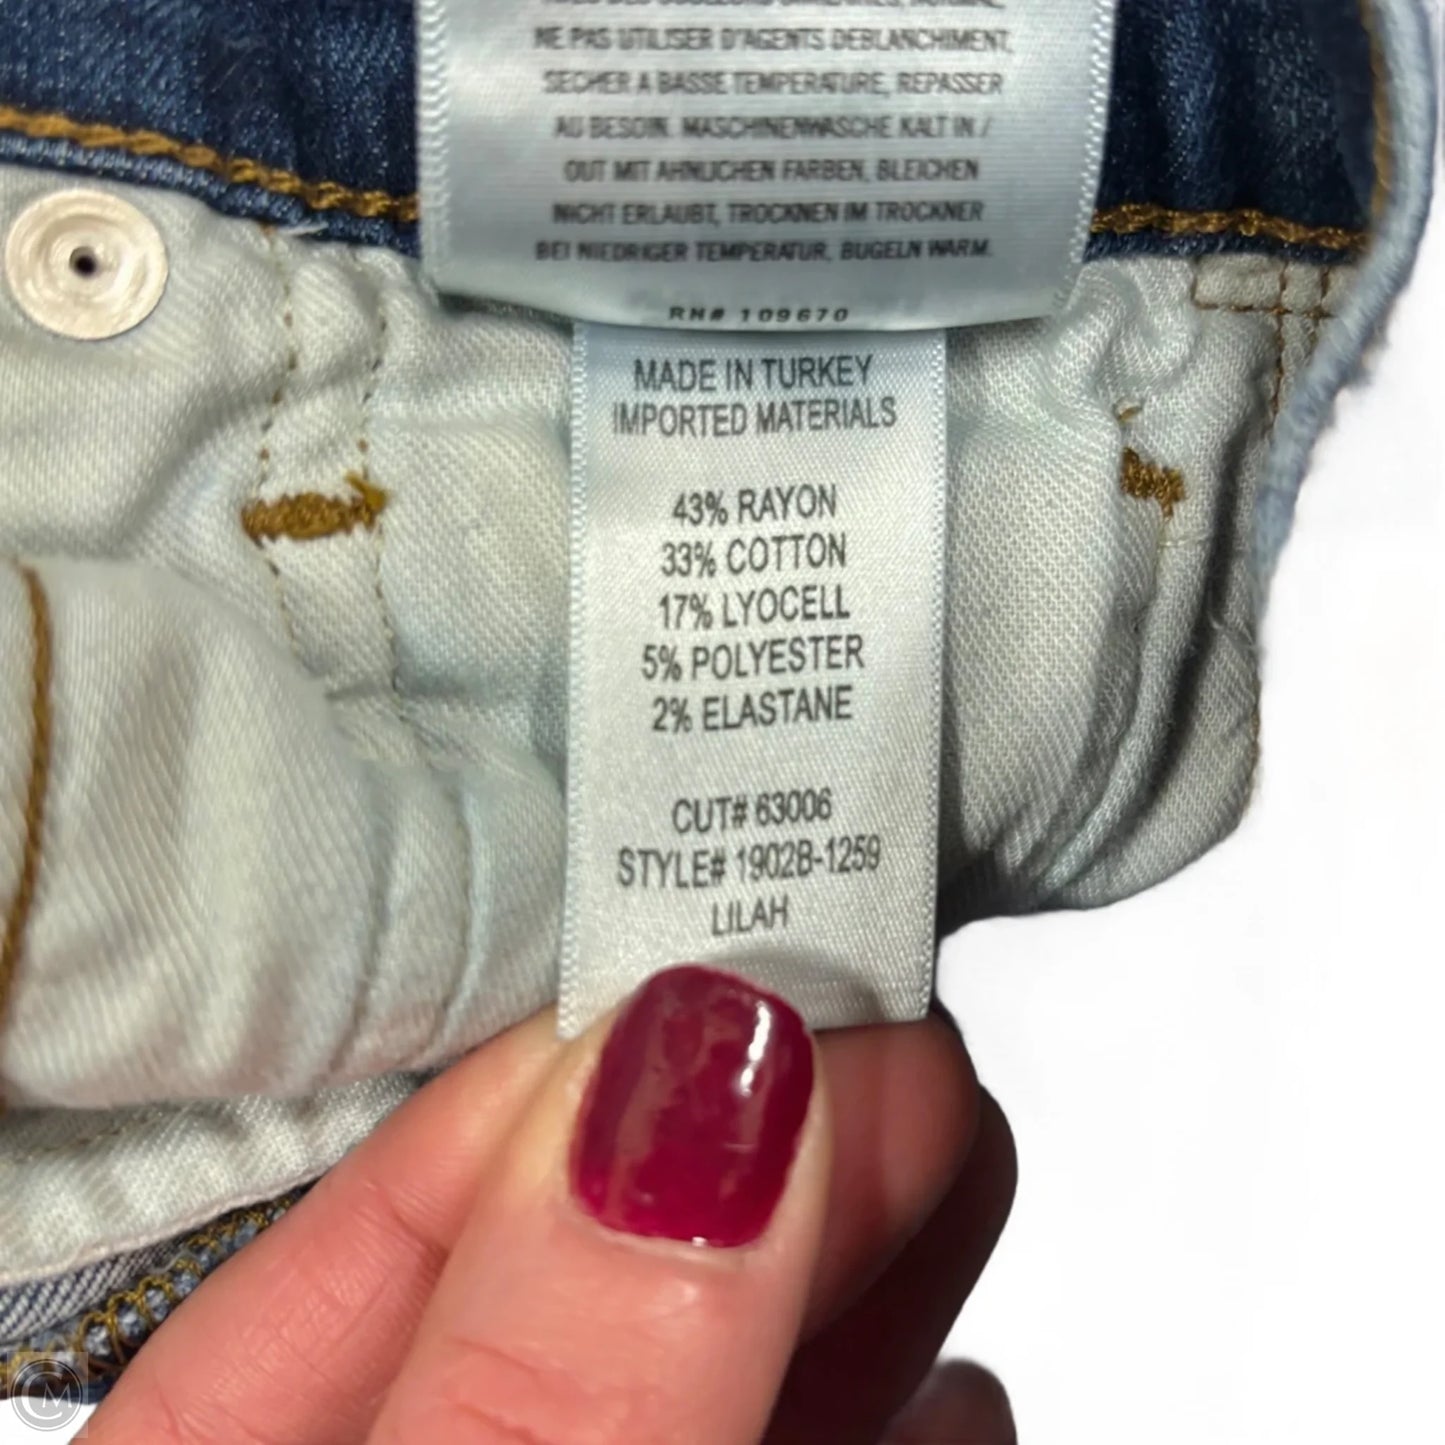 NE PAS UTILISER D'AGENTS DEBLANCHIMENT,
SECHER A BASSE TEMPERATURE, REPASSER
AU BESOIN. MASCHINENWASCHE KALT IN /
OUT MIT AHNLICHEN FARBEN, BLEICHEN
NICHT ERLAUBT, TROCKNEN IM TROCKNER
BEI NIEDRIGER TEMPERATUR, BUGELN WARM.
RN# 109670
MADE IN TURKEY
IMPORTED MATERIALS
43% RAYON
33% COTTON
17% LYOCELL
5% POLYESTER
2% ELASTANE
CUT# 63006
STYLE# 1902B-1259
LILAH
CM